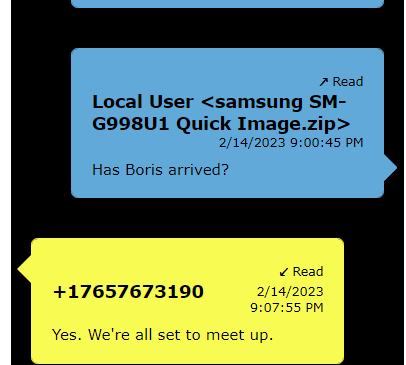 ↗ Read
Local User <samsung SM-
G998U1 Quick Image.zip>
2/14/2023 9:00:45 PM
Has Boris arrived?
↙ Read
+17657673190 2/14/2023
9:07:55 PM
Yes. We're all set to meet up.